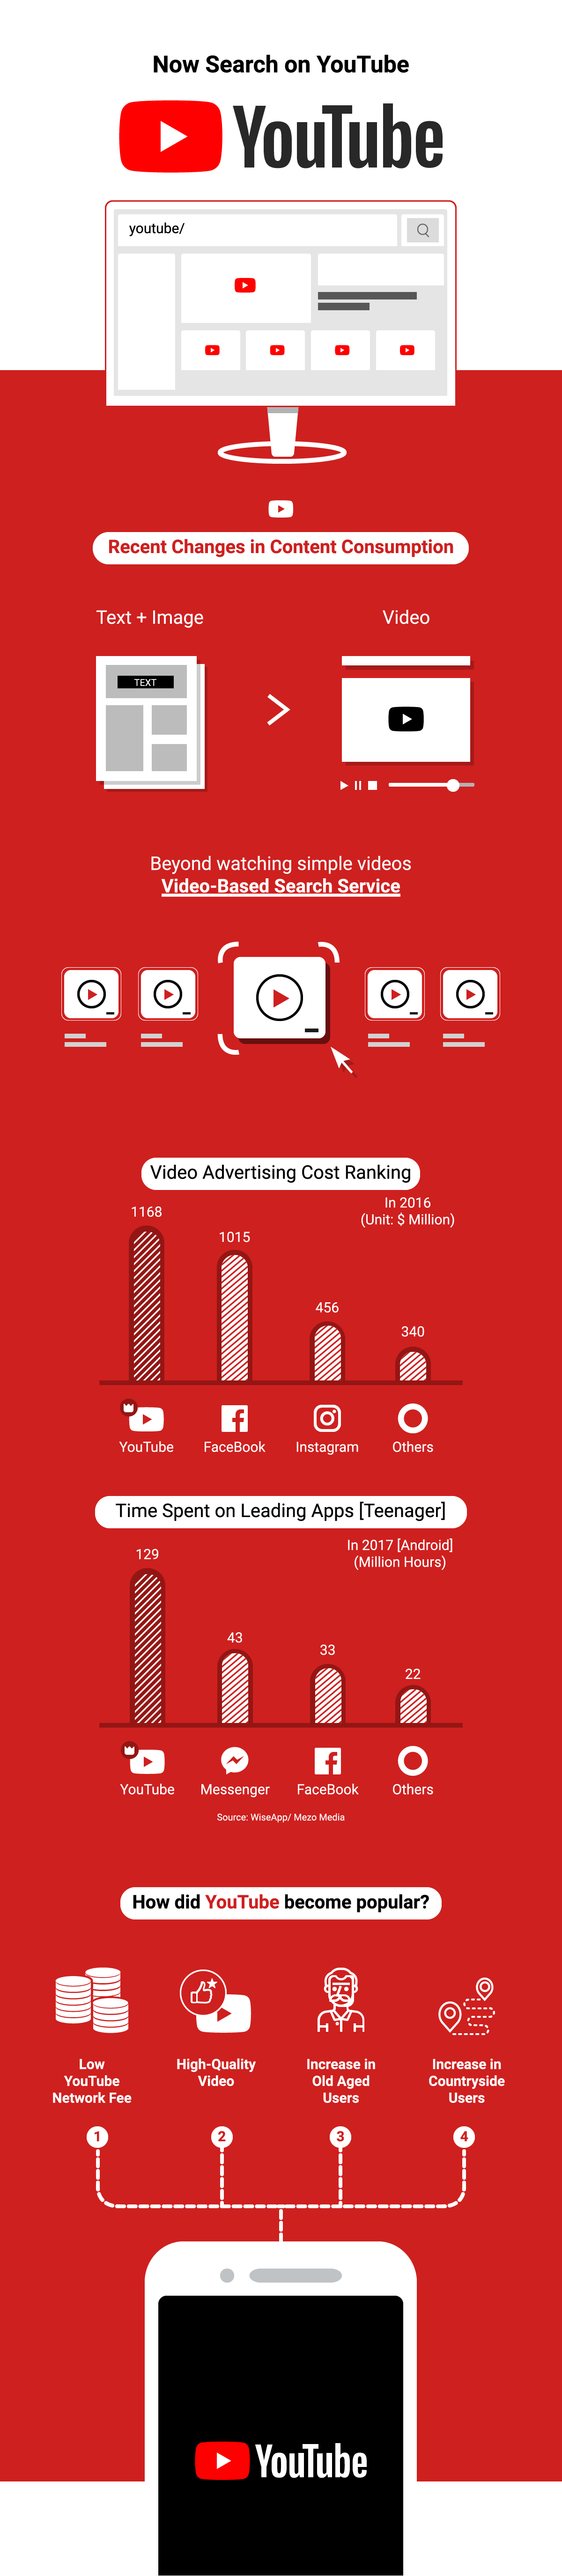 Now Search on YouTube
YouTube
youtube/
Recent Changes in Content Consumption
Text + Image
Video
TEXT
Beyond watching simple videos
Video-Based Search Service
Video Advertising Cost Ranking
In 2016
(Unit: $ Million)
1168
1015
456
340
YouTube
FaceBook
Instagram
Others
Time Spent on Leading Apps [Teenager]
In 2017 [Android]
(Million Hours)
129
43
33
22
YouTube
Messenger
FaceBook
Others
Source: WiseApp/ Mezo Media
How did YouTube become popular?
Low
YouTube
Network Fee
High-Quality
Video
Increase in
Old Aged
Users
Increase in
Countryside
Users
1
2
3
4
YouTube